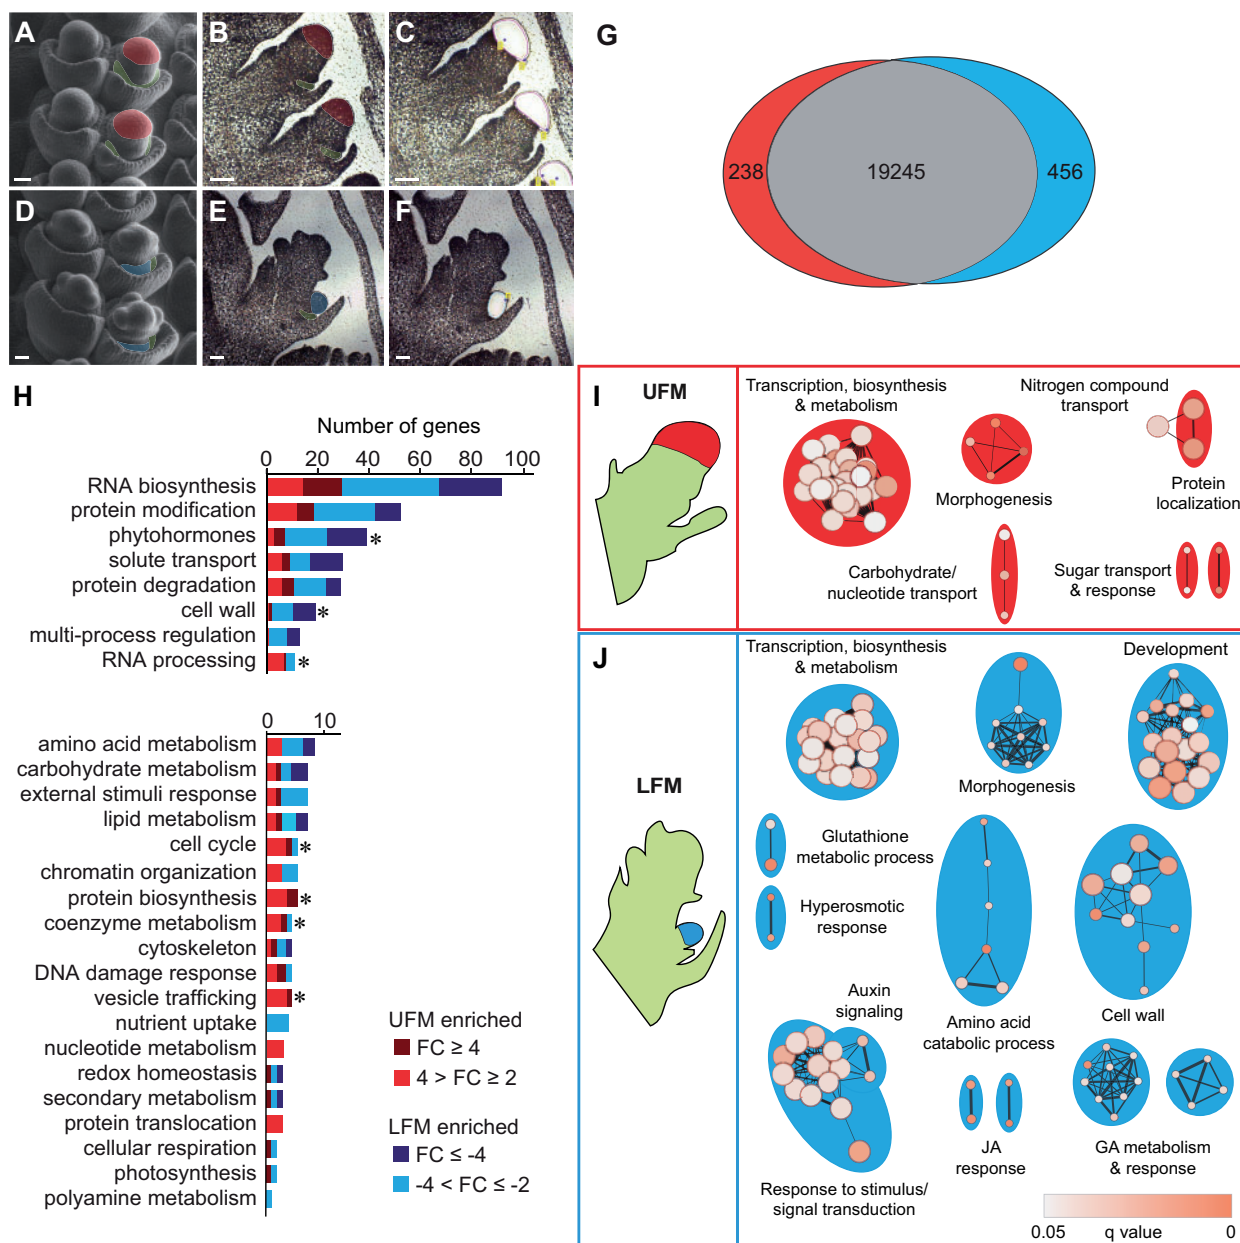 A
B
C
D
E
F
G
238
19245
456
H
Number of genes
0 20 40 60 80 100
RNA biosynthesis
protein modification
phytohormones *
solute transport
protein degradation
cell wall *
multi-process regulation
RNA processing *
0 10
amino acid metabolism
carbohydrate metabolism
external stimuli response
lipid metabolism
cell cycle *
chromatin organization
protein biosynthesis *
coenzyme metabolism *
cytoskeleton
DNA damage response
vesicle trafficking *
nutrient uptake
nucleotide metabolism
redox homeostasis
secondary metabolism
protein translocation
cellular respiration
photosynthesis
polyamine metabolism
UFM enriched
FC ≥ 4
4 > FC ≥ 2
LFM enriched
FC ≤ -4
-4 < FC ≤ -2
I
UFM
Transcription, biosynthesis
& metabolism
Morphogenesis
Nitrogen compound
transport
Protein
localization
Carbohydrate/
nucleotide transport
Sugar transport
& response
J
LFM
Transcription, biosynthesis
& metabolism
Morphogenesis
Development
Glutathione
metabolic process
Hyperosmotic
response
Auxin
signaling
Amino acid
catabolic process
Cell wall
Response to stimulus/
signal transduction
JA
response
GA metabolism
& response
0.05 q value 0